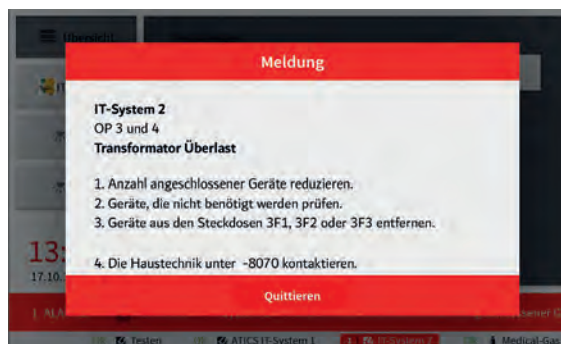 Übersicht
Meldung
IT-System 2
OP 3 und 4
Transformator Überlast
1. Anzahl angeschlossener Geräte reduzieren.
2. Geräte, die nicht benötigt werden prüfen.
3. Geräte aus den Steckdosen 3F1, 3F2 oder 3F3 entfernen.
13:
17.10.
4. Die Haustechnik unter -8070 kontaktieren.
Quittieren
Testen
ATICS IT-System 1
IT-System 2
Medical-Gas